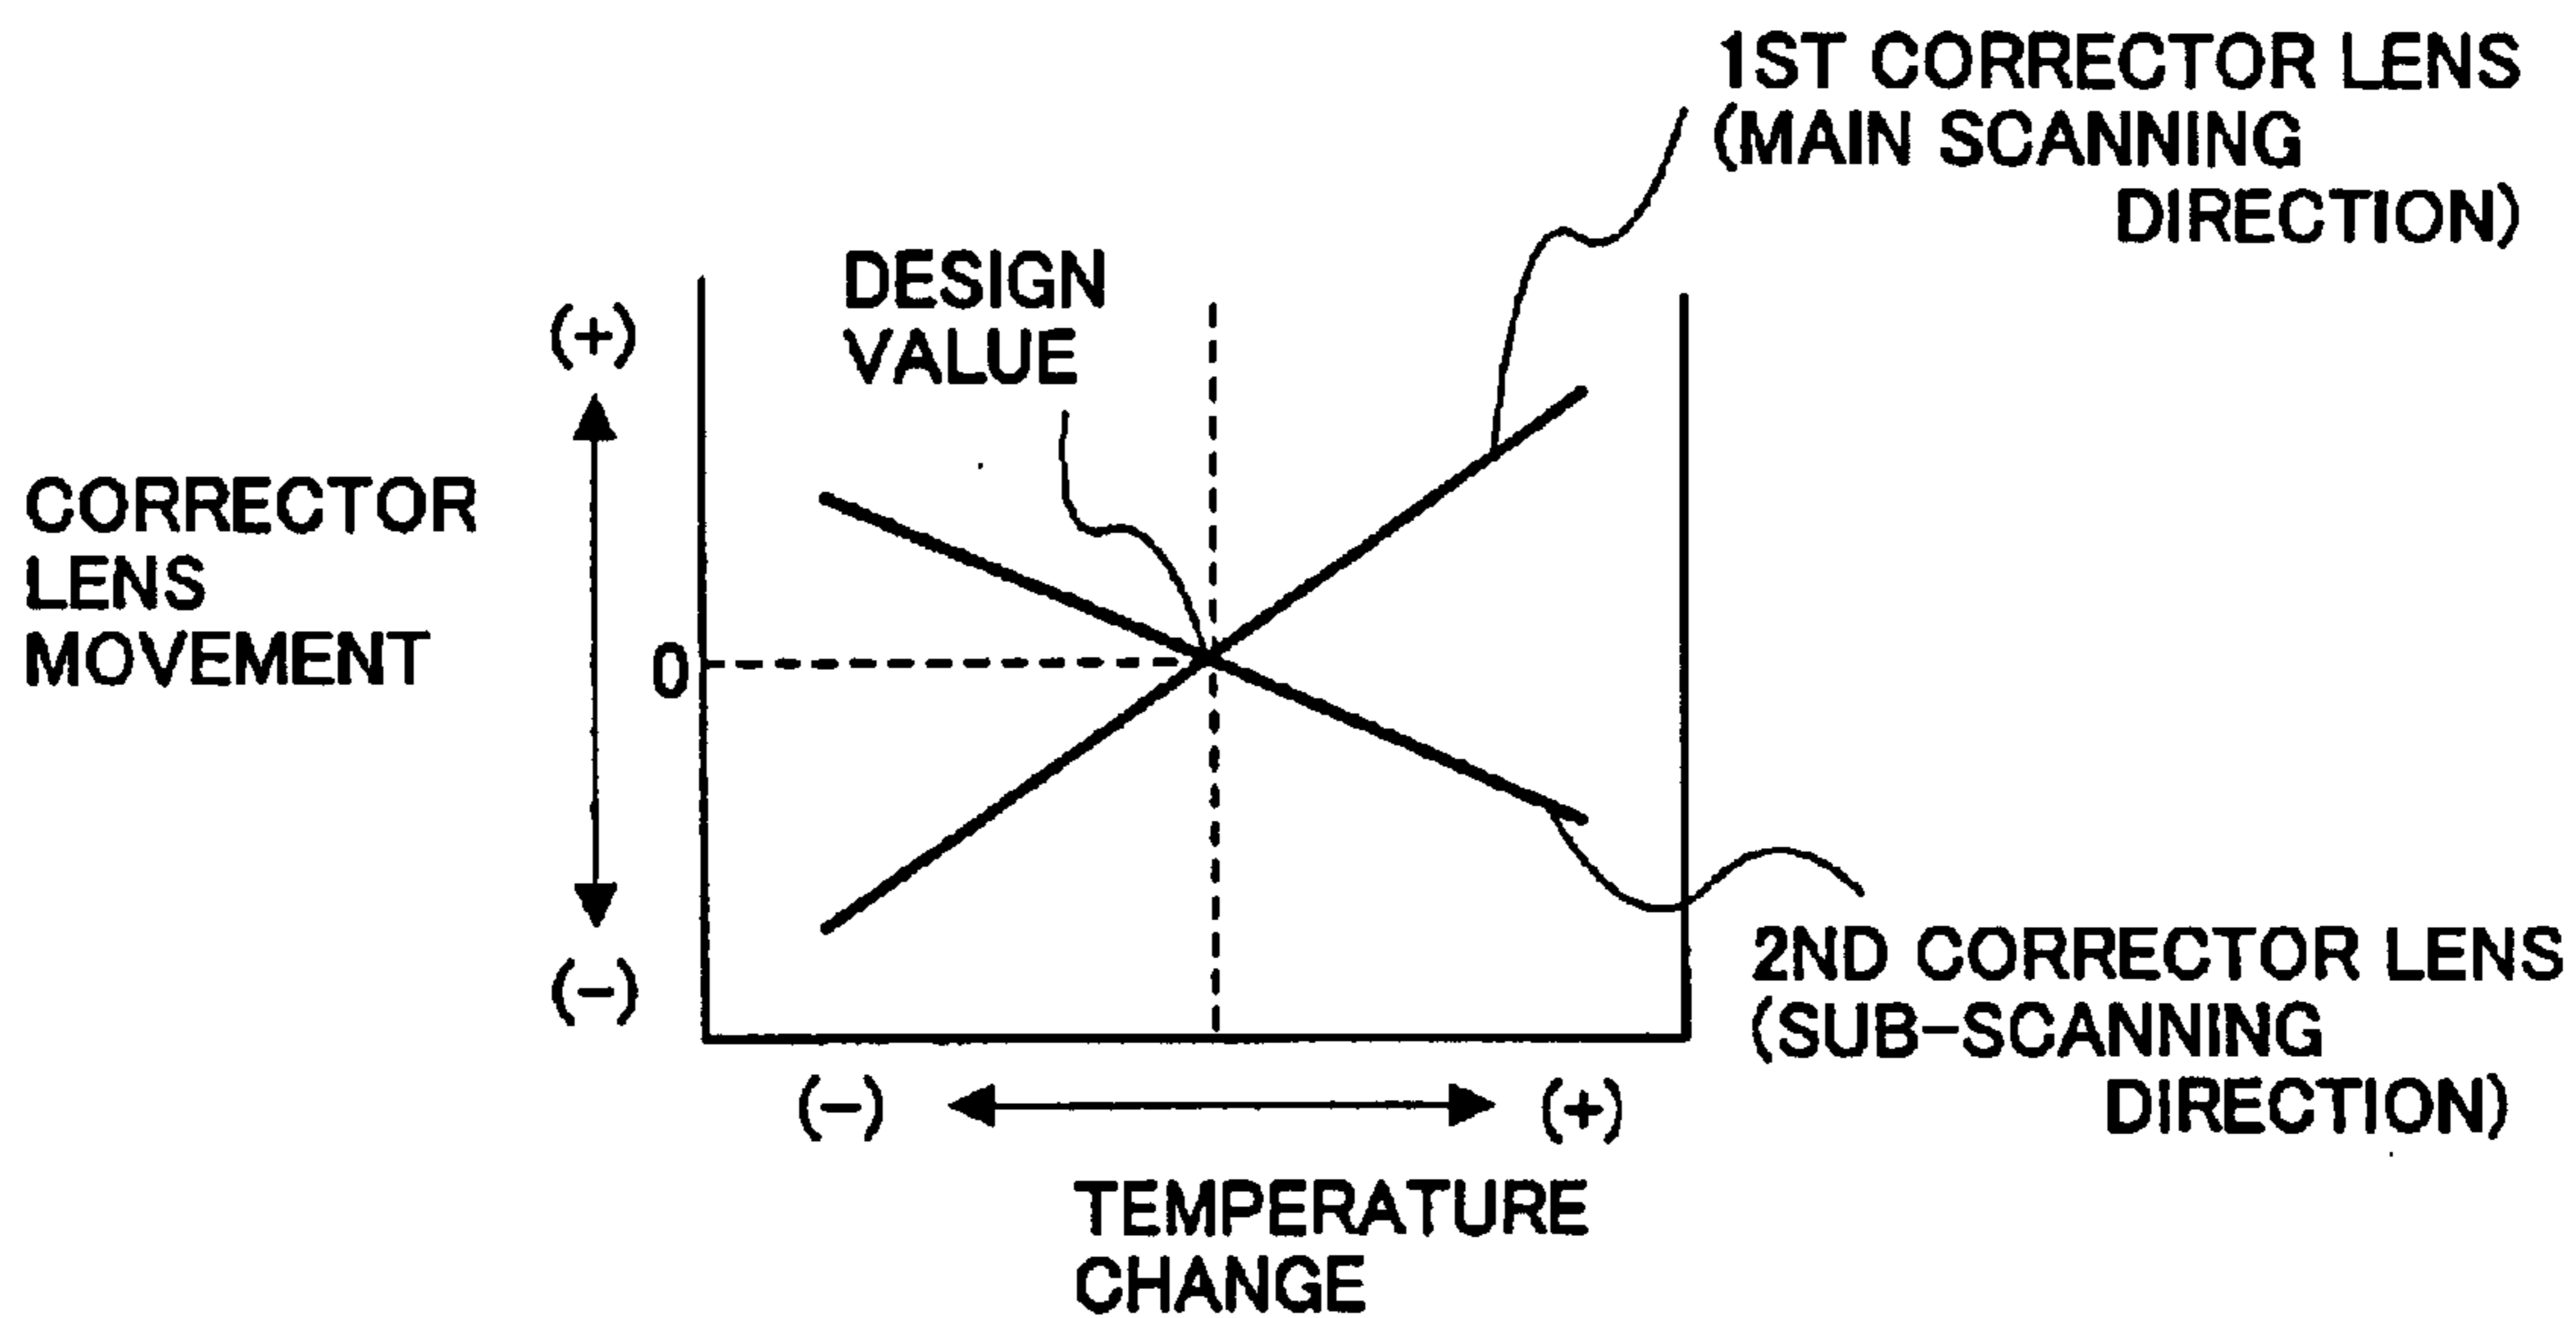 1ST CORRECTOR LENS
(MAIN SCANNING
DIRECTION)
DESIGN
VALUE
(+)
CORRECTOR
LENS
MOVEMENT
0
(−)
2ND CORRECTOR LENS
(SUB-SCANNING
DIRECTION)
(−)
(+)
TEMPERATURE
CHANGE